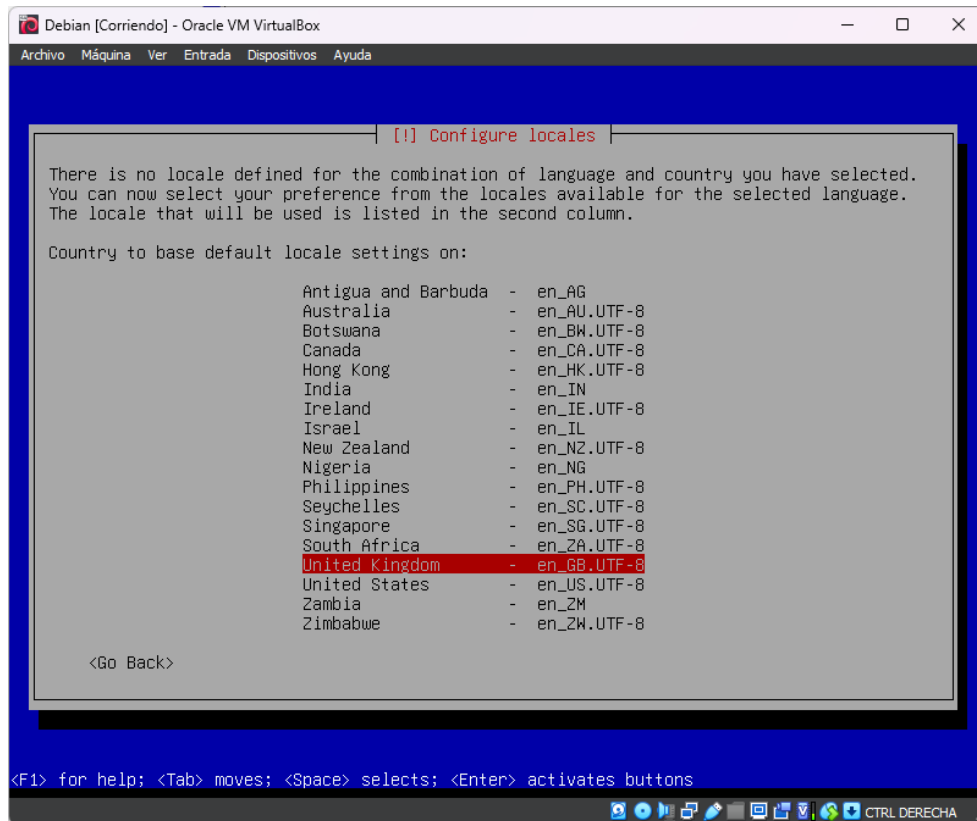 Debian [Corriendo] - Oracle VM VirtualBox
Archivo Máquina Ver Entrada Dispositivos Ayuda
[!] Configure locales
There is no locale defined for the combination of language and country you have selected.
You can now select your preference from the locales available for the selected language.
The locale that will be used is listed in the second column.
Country to base default locale settings on:
Antigua and Barbuda - en_AG
Australia - en_AU.UTF-8
Botswana - en_BW.UTF-8
Canada - en_CA.UTF-8
Hong Kong - en_HK.UTF-8
India - en_IN
Ireland - en_IE.UTF-8
Israel - en_IL
New Zealand - en_NZ.UTF-8
Nigeria - en_NG
Philippines - en_PH.UTF-8
Seychelles - en_SC.UTF-8
Singapore - en_SG.UTF-8
South Africa - en_ZA.UTF-8
United Kingdom - en_GB.UTF-8
United States - en_US.UTF-8
Zambia - en_ZM
Zimbabwe - en_ZW.UTF-8
<Go Back>
<F1> for help; <Tab> moves; <Space> selects; <Enter> activates buttons
CTRL DERECHA